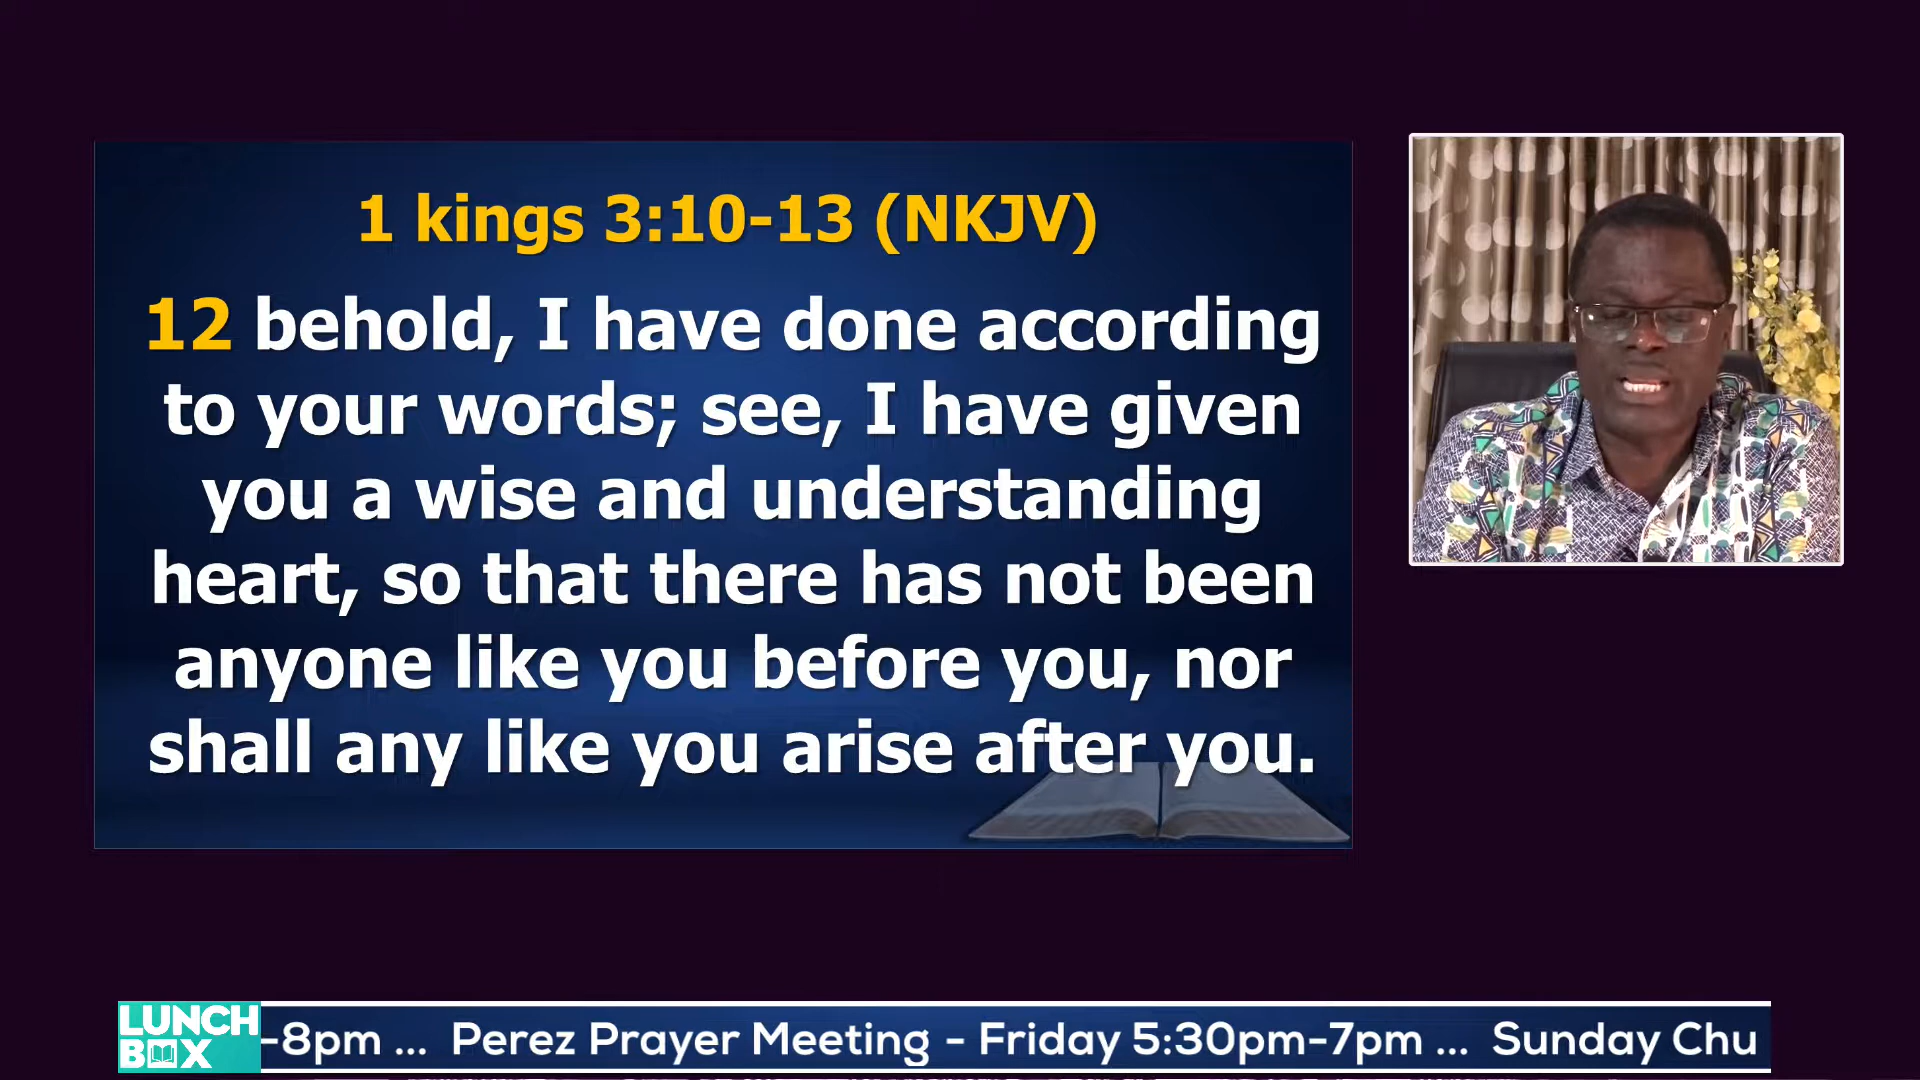 1 kings 3:10-13 (NKJV)
12 behold, I have done according
to your words; see, I have given
you a wise and understanding
heart, so that there has not been
anyone like you before you, nor
shall any like you arise after you.
LUNCH
BOX
-8pm ... Perez Prayer Meeting - Friday 5:30pm-7pm ... Sunday Chu